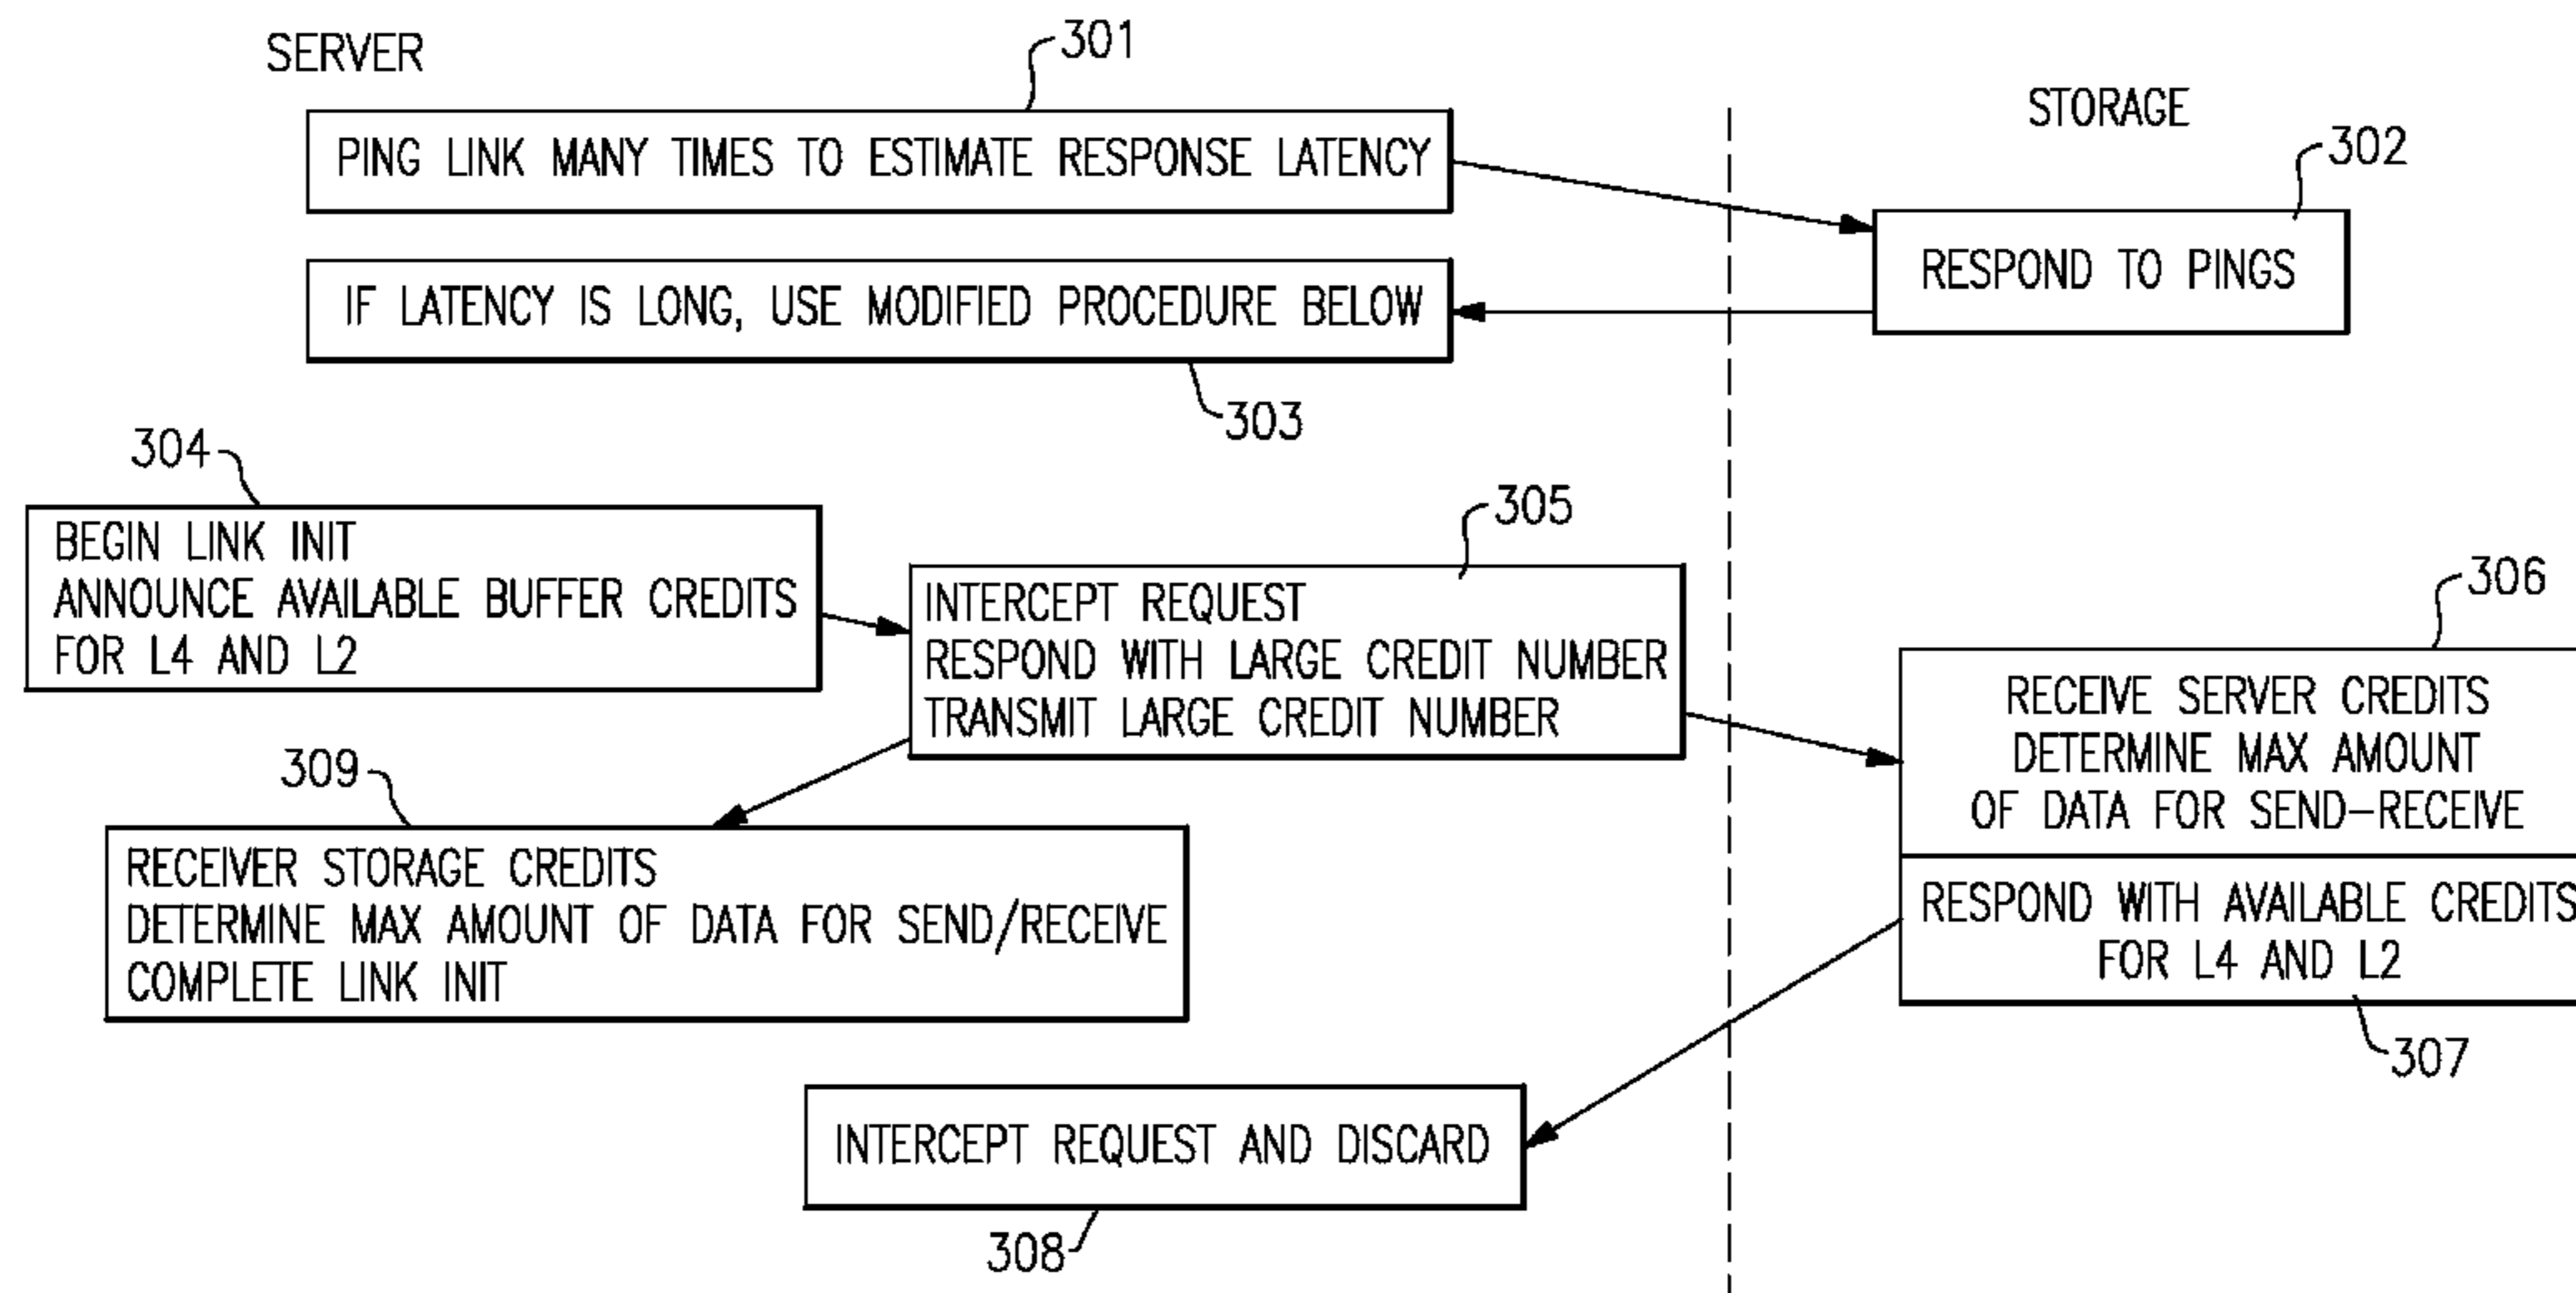 SERVER
301
PING LINK MANY TIMES TO ESTIMATE RESPONSE LATENCY
STORAGE
302
RESPOND TO PINGS
IF LATENCY IS LONG, USE MODIFIED PROCEDURE BELOW
303
304
BEGIN LINK INIT
ANNOUNCE AVAILABLE BUFFER CREDITS
FOR L4 AND L2
305
INTERCEPT REQUEST
RESPOND WITH LARGE CREDIT NUMBER
TRANSMIT LARGE CREDIT NUMBER
306
RECEIVE SERVER CREDITS
DETERMINE MAX AMOUNT
OF DATA FOR SEND-RECEIVE
RESPOND WITH AVAILABLE CREDITS
FOR L4 AND L2
307
309
RECEIVER STORAGE CREDITS
DETERMINE MAX AMOUNT OF DATA FOR SEND/RECEIVE
COMPLETE LINK INIT
INTERCEPT REQUEST AND DISCARD
308